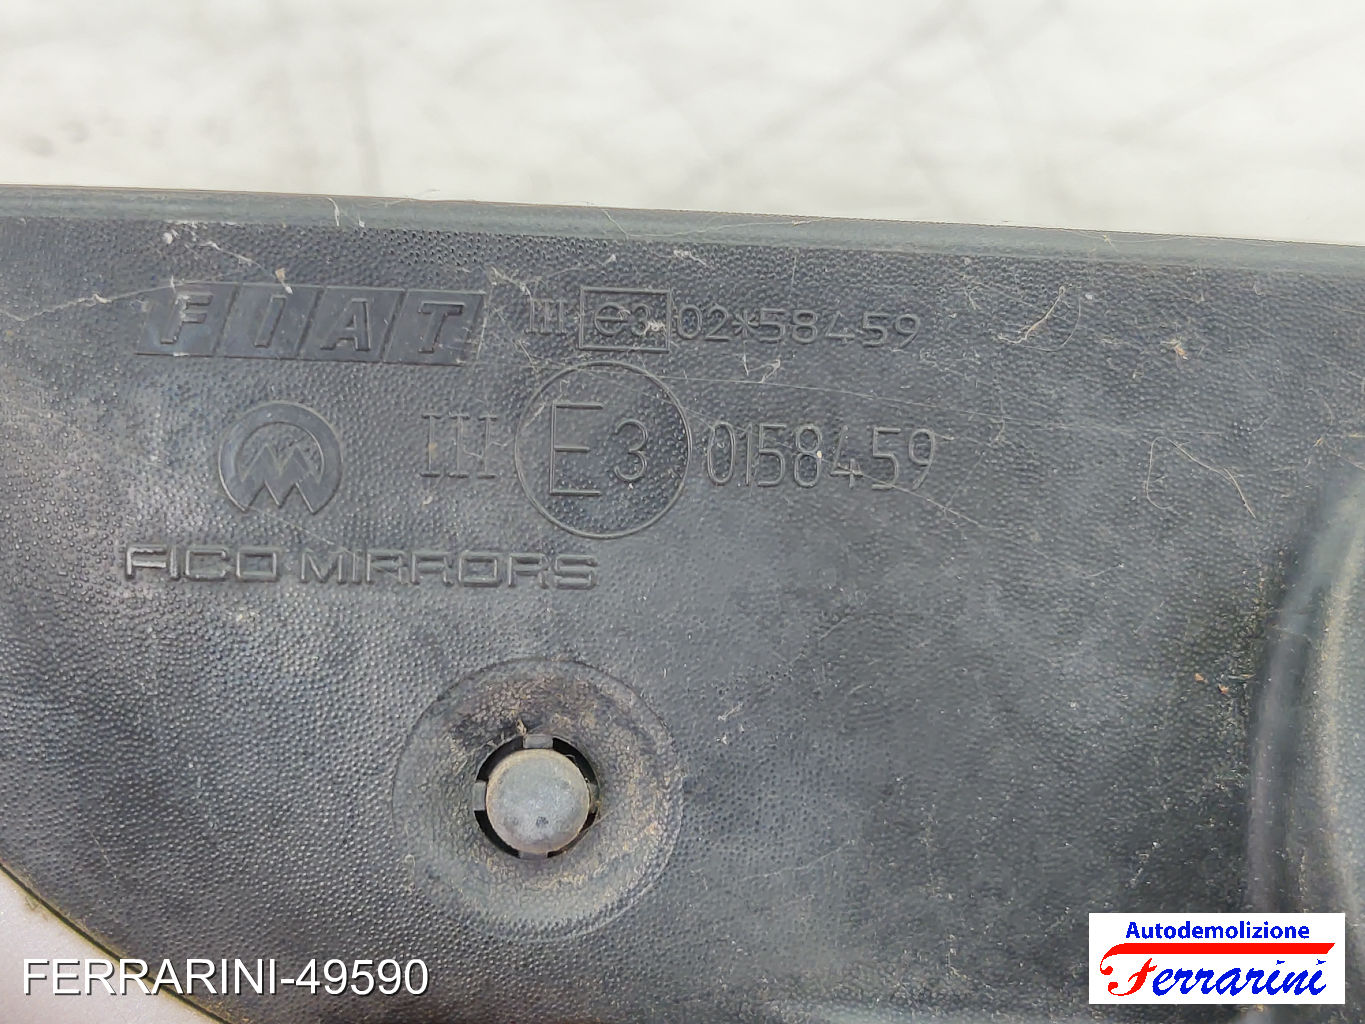 FIAT
III e3 02*58459
III E3 0158459
FICO MIRRORS
FERRARINI-49590
Autodemolizione
Ferrarini